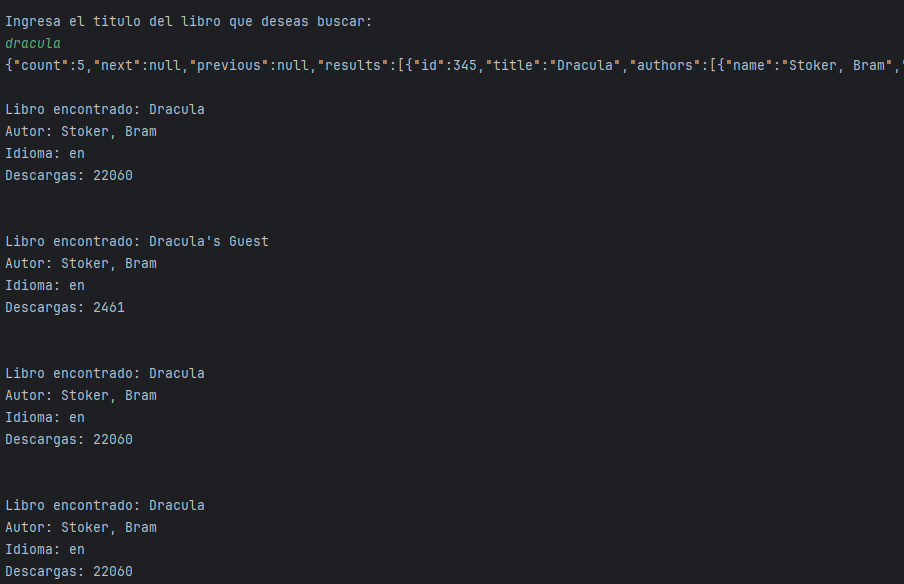 Ingresa el titulo del libro que deseas buscar:
dracula
{"count":5,"next":null,"previous":null,"results":[{"id":345,"title":"Dracula","authors":[{"name":"Stoker, Bram","
Libro encontrado: Dracula
Autor: Stoker, Bram
Idioma: en
Descargas: 22060
Libro encontrado: Dracula's Guest
Autor: Stoker, Bram
Idioma: en
Descargas: 2461
Libro encontrado: Dracula
Autor: Stoker, Bram
Idioma: en
Descargas: 22060
Libro encontrado: Dracula
Autor: Stoker, Bram
Idioma: en
Descargas: 22060